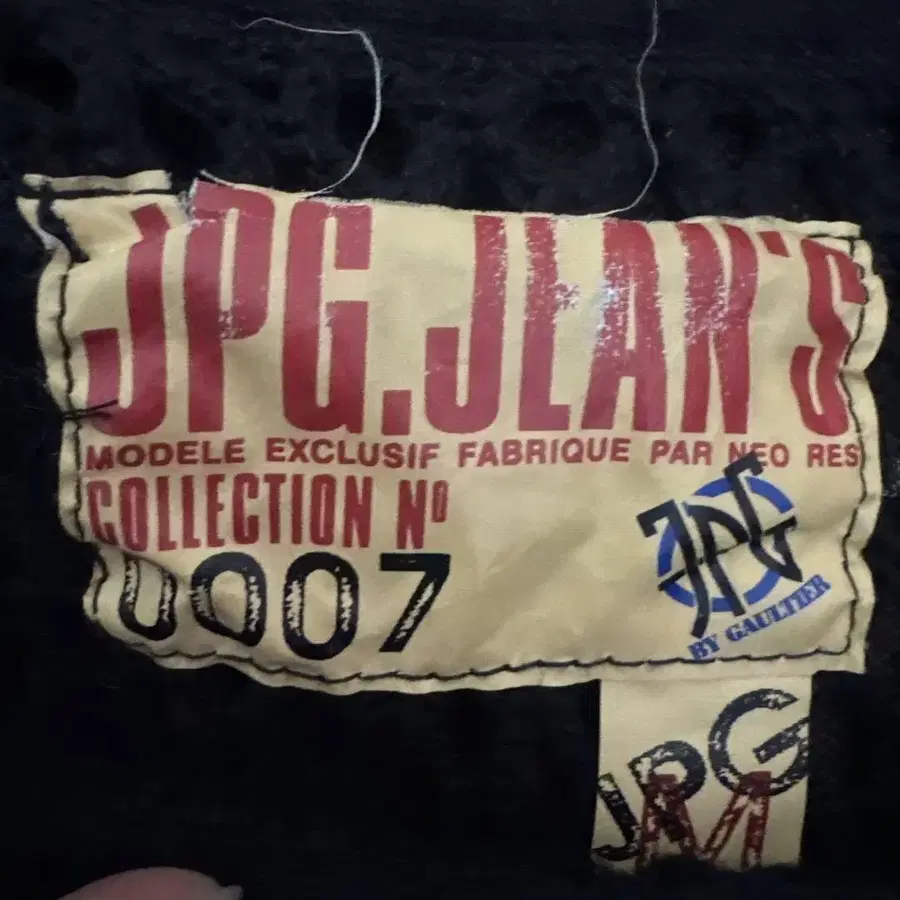 JPG.JEAN'S
MODELE EXCLUSIF FABRIQUE PAR NEO RES
COLLECTION Nº
0007
JPG
BY GAULTIER
JPG
M